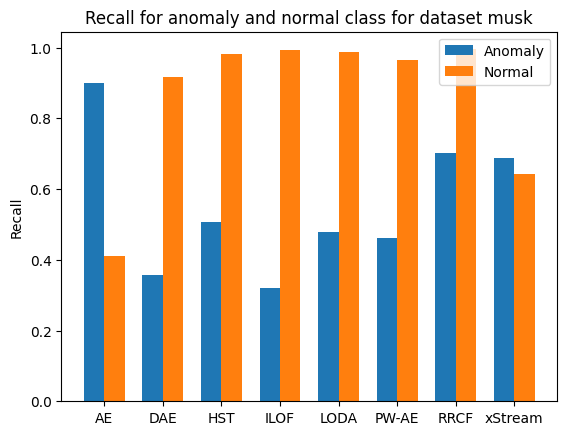 Recall for anomaly and normal class for dataset musk
Anomaly
Normal
Recall
1.0
0.8
0.6
0.4
0.2
0.0
AE DAE HST ILOF LODA PW-AE RRCF xStream